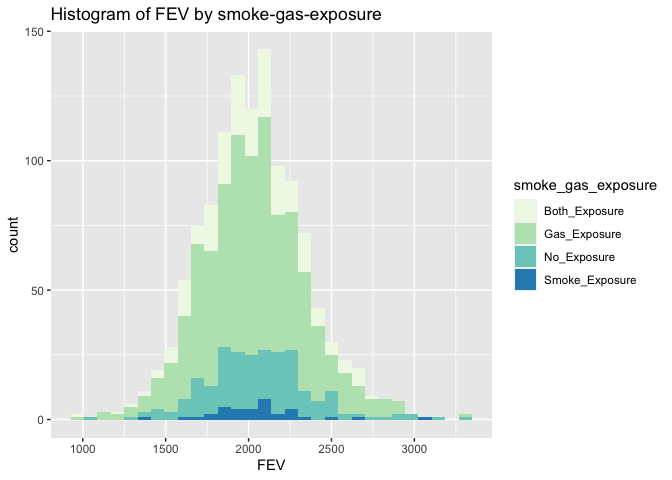 Histogram of FEV by smoke-gas-exposure
150
100
50
0
count
1000 1500 2000 2500 3000
FEV
smoke_gas_exposure
Both_Exposure
Gas_Exposure
No_Exposure
Smoke_Exposure